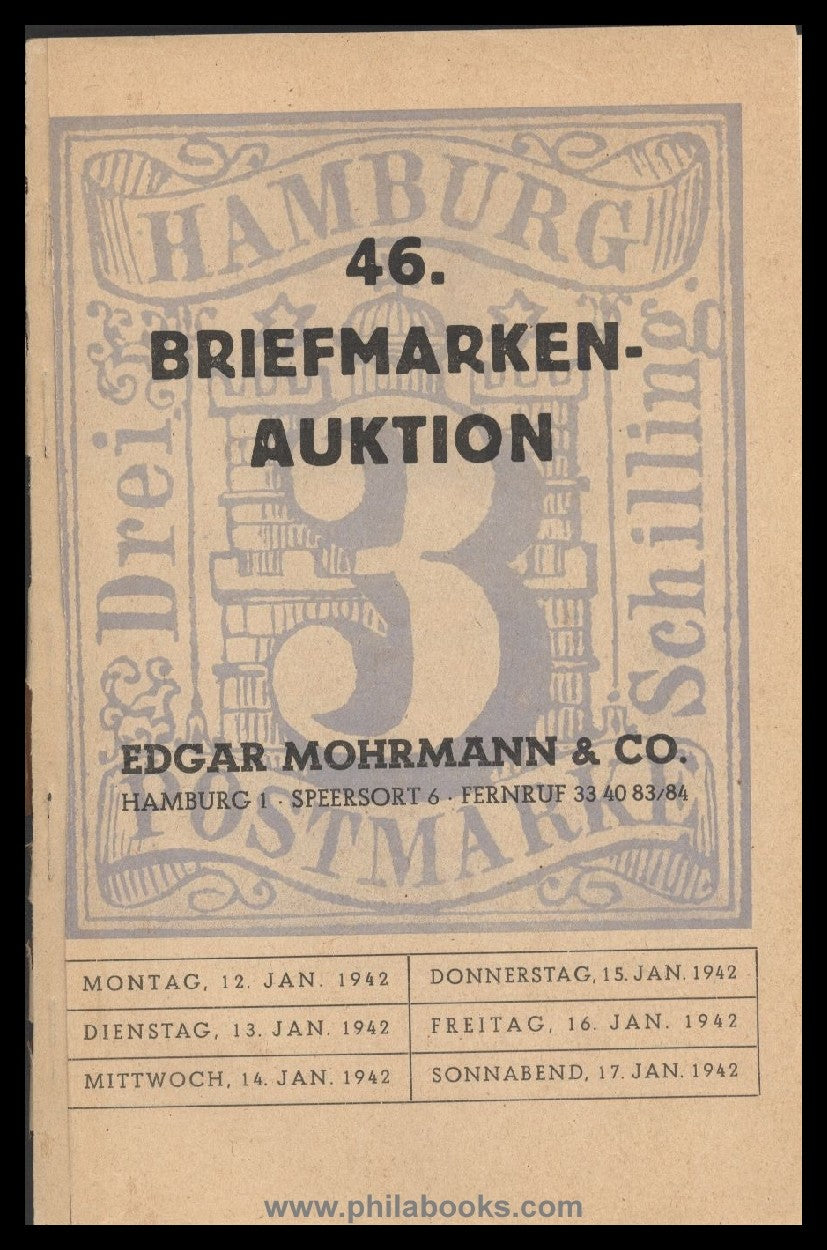 HAMBURG
46.
BRIEFMARKEN-
AUKTION
Drei
3
Schilling
EDGAR MOHRMANN & CO.
HAMBURG 1 · SPEERSORT 6 · FERNRUF 33 40 83/84
POSTMARKE
MONTAG, 12. JAN. 1942
DIENSTAG, 13. JAN. 1942
MITTWOCH, 14. JAN. 1942
DONNERSTAG, 15. JAN. 1942
FREITAG, 16. JAN. 1942
SONNABEND, 17. JAN. 1942
www.philabooks.com